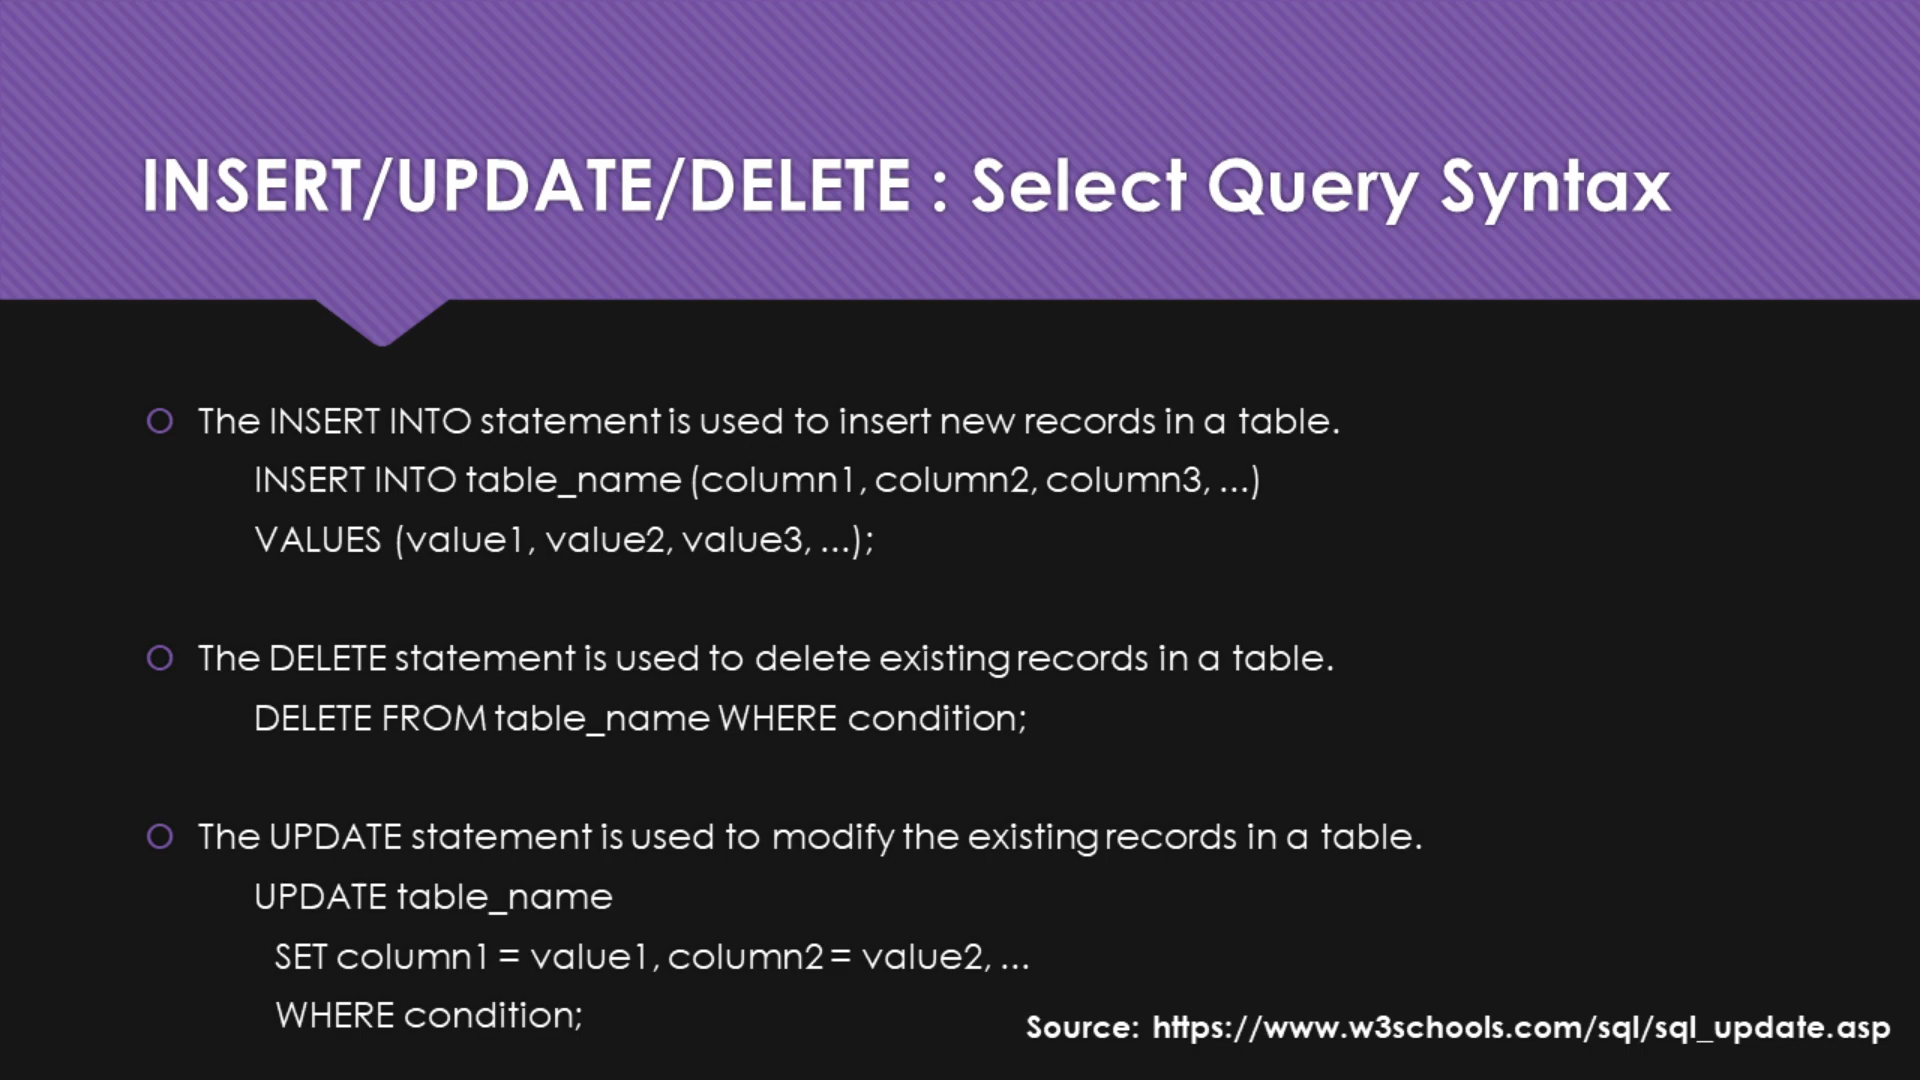 INSERT/UPDATE/DELETE : Select Query Syntax
The INSERT INTO statement is used to insert new records in a table.
INSERT INTO table_name (column1, column2, column3, ...)
VALUES (value1, value2, value3, ...);
The DELETE statement is used to delete existing records in a table.
DELETE FROM table_name WHERE condition;
The UPDATE statement is used to modify the existing records in a table.
UPDATE table_name
SET column1 = value1, column2 = value2, ...
WHERE condition;
Source: https://www.w3schools.com/sql/sql_update.asp